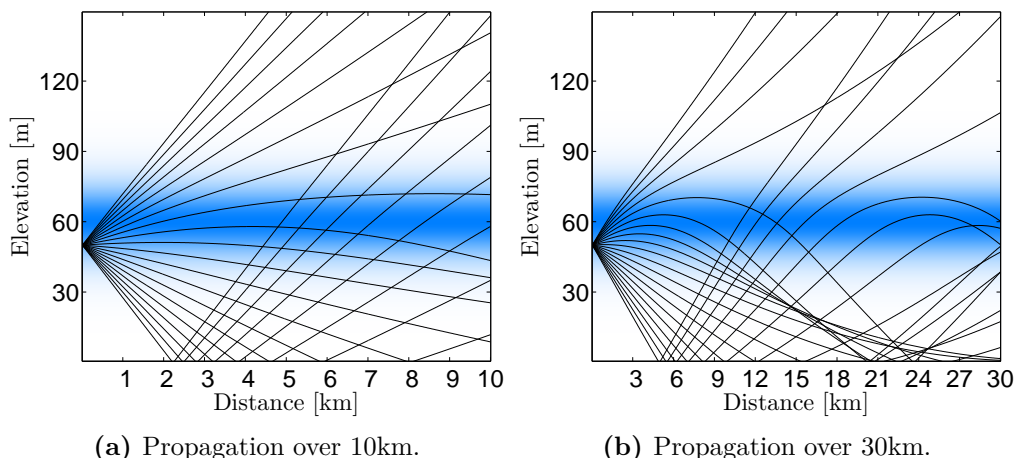 Elevation [m]
120
90
60
30
1 2 3 4 5 6 7 8 9 10
Distance [km]
(a) Propagation over 10km.
Elevation [m]
120
90
60
30
3 6 9 12 15 18 21 24 27 30
Distance [km]
(b) Propagation over 30km.